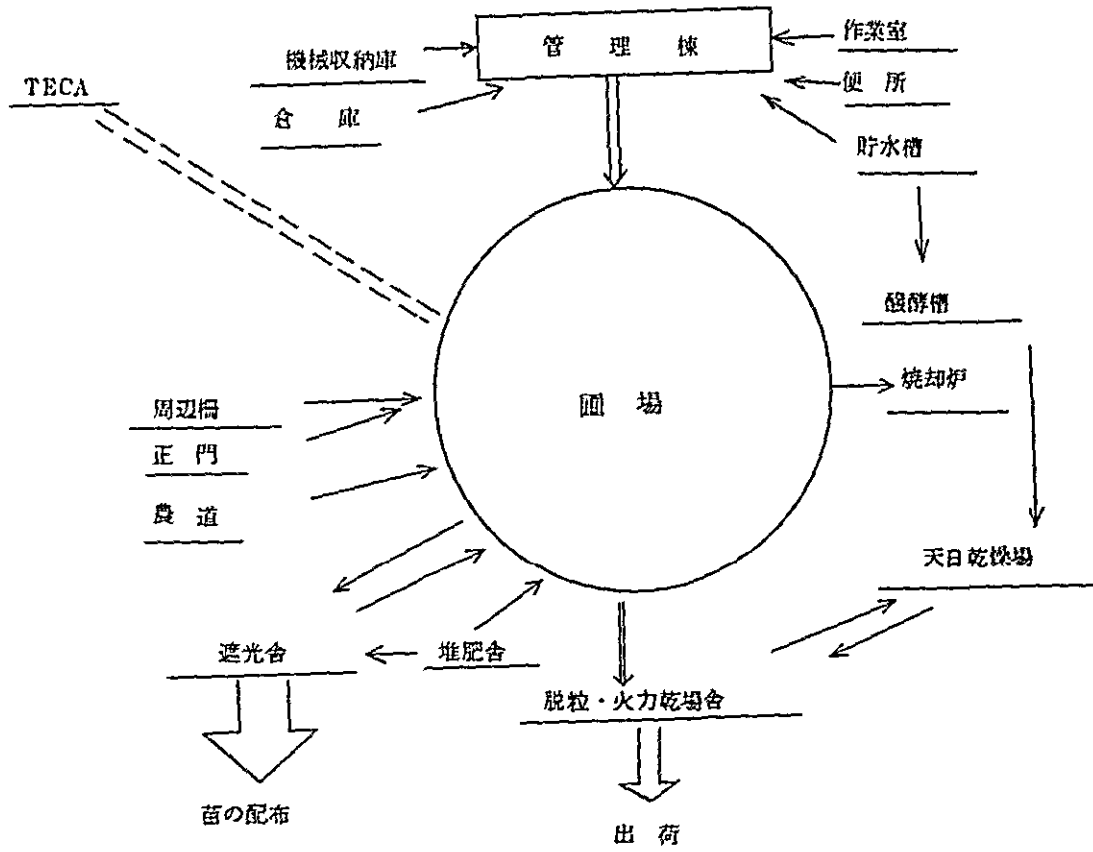 管理棟
作業室
機械収納庫
便所
TECA
倉庫
貯水槽
醗酵槽
焼却炉
圃場
周辺柵
正門
農道
天日乾燥場
遮光舎
堆肥舎
脱粒・火力乾場舎
苗の配布
出荷